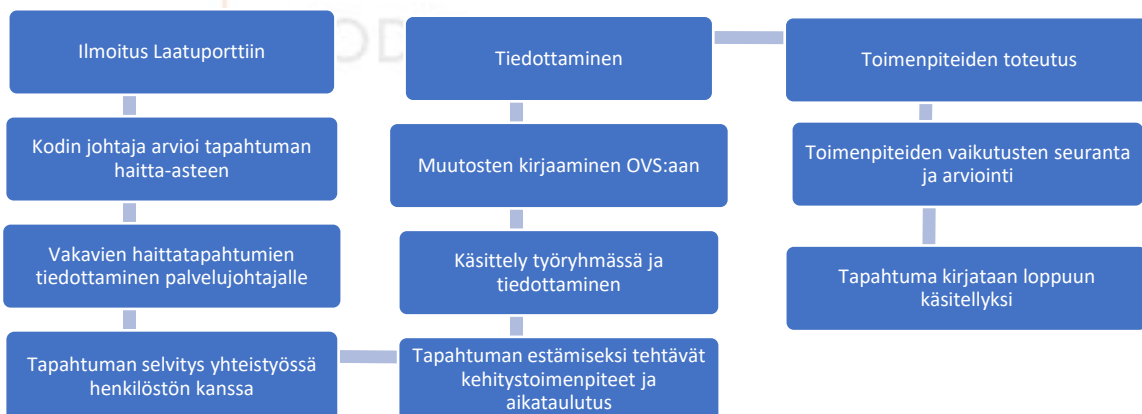 Ilmoitus Laatuporttiin
Kodin johtaja arvioi tapahtuman
haitta-asteen
Vakavien haittatapahtumien
tiedottaminen palvelujohtajalle
Tapahtuman selvitys yhteistyössä
henkilöstön kanssa
Tapahtuman estämiseksi tehtävät
kehitystoimenpiteet ja
aikataulutus
Käsittely työryhmässä ja
tiedottaminen
Muutosten kirjaaminen OVS:aan
Tiedottaminen
Toimenpiteiden toteutus
Toimenpiteiden vaikutusten seuranta
ja arviointi
Tapahtuma kirjataan loppuun
käsitellyksi